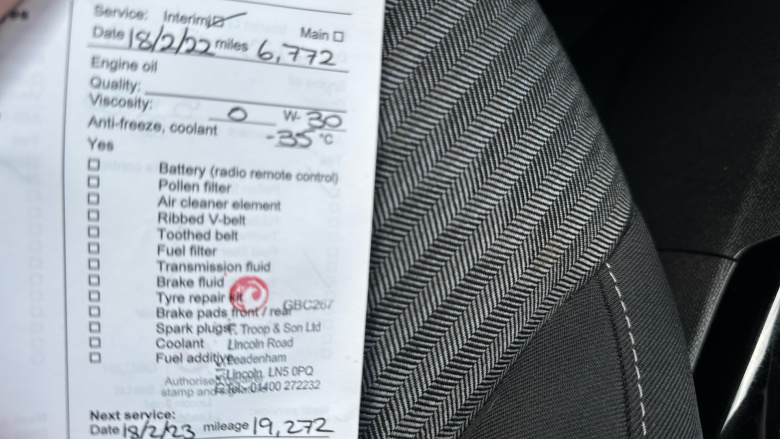 Service: Interim ☑ Main ☐
Date 18/2/22 miles 6,772
Engine oil
Quality:
Viscosity: 0 W- 30
Anti-freeze, coolant -35 °C
Yes
☐ Battery (radio remote control)
☐ Pollen filter
☐ Air cleaner element
☐ Ribbed V-belt
☐ Toothed belt
☐ Fuel filter
☐ Transmission fluid
☐ Brake fluid
☐ Tyre repair kit
☐ Brake pads front / rear GBC267
☐ Spark plugs F. Troop & Son Ltd
☐ Coolant Lincoln Road
☐ Fuel additive Leadenham
Authorised Lincoln LN5 0PQ
stamp and Tel: 01400 272232
Next service:
Date 18/2/23 mileage 19,272